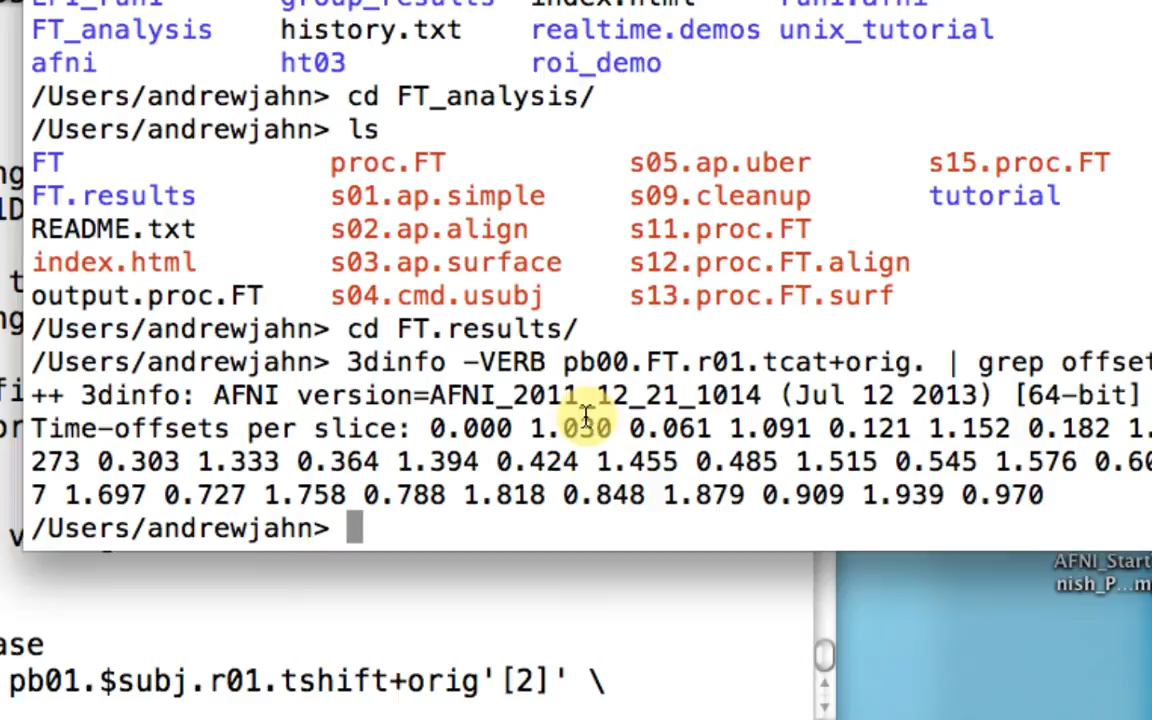 group_results
FT_analysis history.txt realtime.demos unix_tutorial
afni ht03 roi_demo
/Users/andrewjahn> cd FT_analysis/
/Users/andrewjahn> ls
FT proc.FT s05.ap.uber s15.proc.FT
FT.results s01.ap.simple s09.cleanup tutorial
README.txt s02.ap.align s11.proc.FT
index.html s03.ap.surface s12.proc.FT.align
output.proc.FT s04.cmd.usubj s13.proc.FT.surf
/Users/andrewjahn> cd FT.results/
/Users/andrewjahn> 3dinfo -VERB pb00.FT.r01.tcat+orig. | grep offset
++ 3dinfo: AFNI version=AFNI_2011_12_21_1014 (Jul 12 2013) [64-bit]
Time-offsets per slice: 0.000 1.030 0.061 1.091 0.121 1.152 0.182 1.
273 0.303 1.333 0.364 1.394 0.424 1.455 0.485 1.515 0.545 1.576 0.60
7 1.697 0.727 1.758 0.788 1.818 0.848 1.879 0.909 1.939 0.970
/Users/andrewjahn>
AFNI_Start
nish_P...m
ase
pb01.$subj.r01.tshift+orig'[2]' \